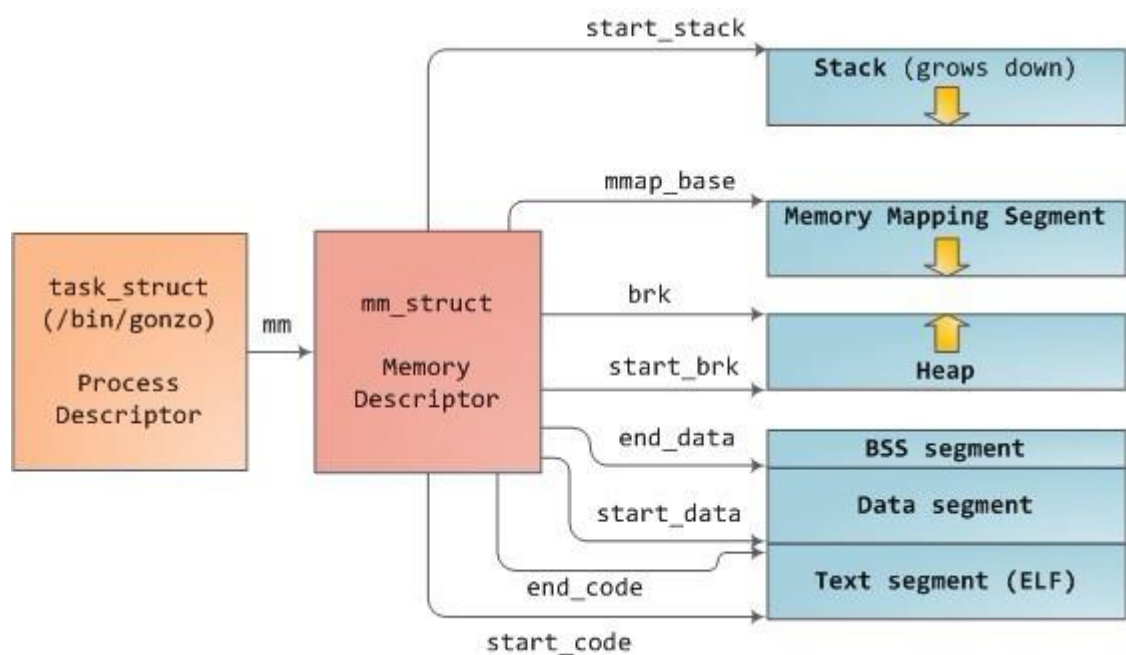 start_stack
Stack (grows down)
mmap_base
Memory Mapping Segment
task_struct
(/bin/gonzo)
Process
Descriptor
mm
mm_struct
Memory
Descriptor
brk
start_brk
Heap
end_data
BSS segment
start_data
Data segment
end_code
Text segment (ELF)
start_code